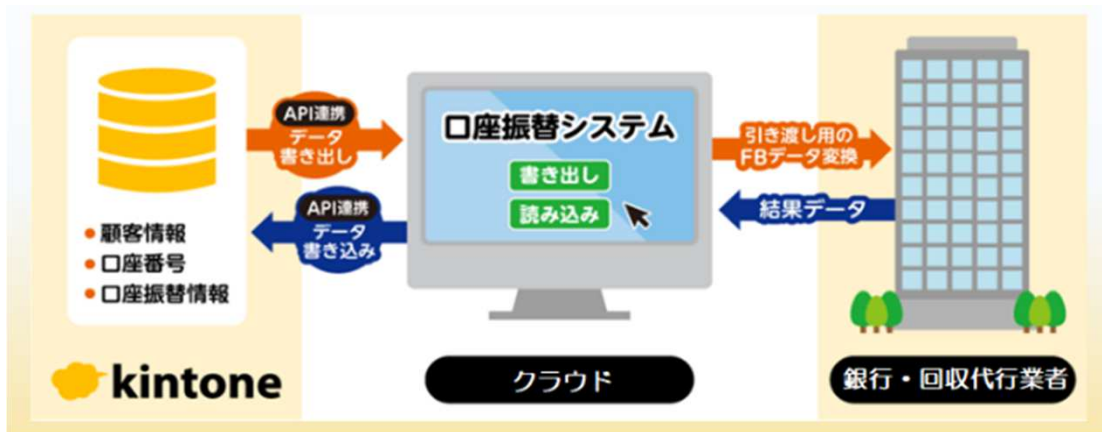 API連携
データ
書き出し
API連携
データ
書き込み
• 顧客情報
• 口座番号
• 口座振替情報
kintone
口座振替システム
書き出し
読み込み
クラウド
引き渡し用の
FBデータ変換
結果データ
銀行・回収代行業者